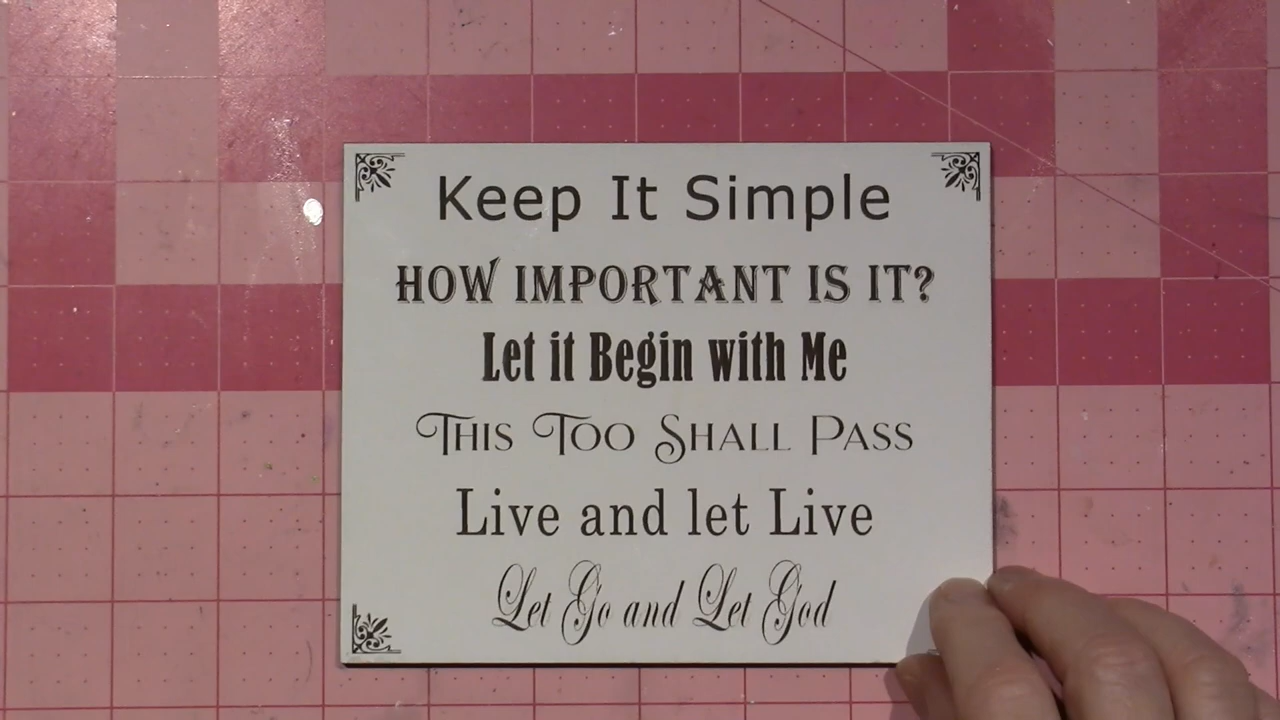 Keep It Simple
HOW IMPORTANT IS IT?
Let it Begin with Me
THIS TOO SHALL PASS
Live and let Live
Let Go and Let God